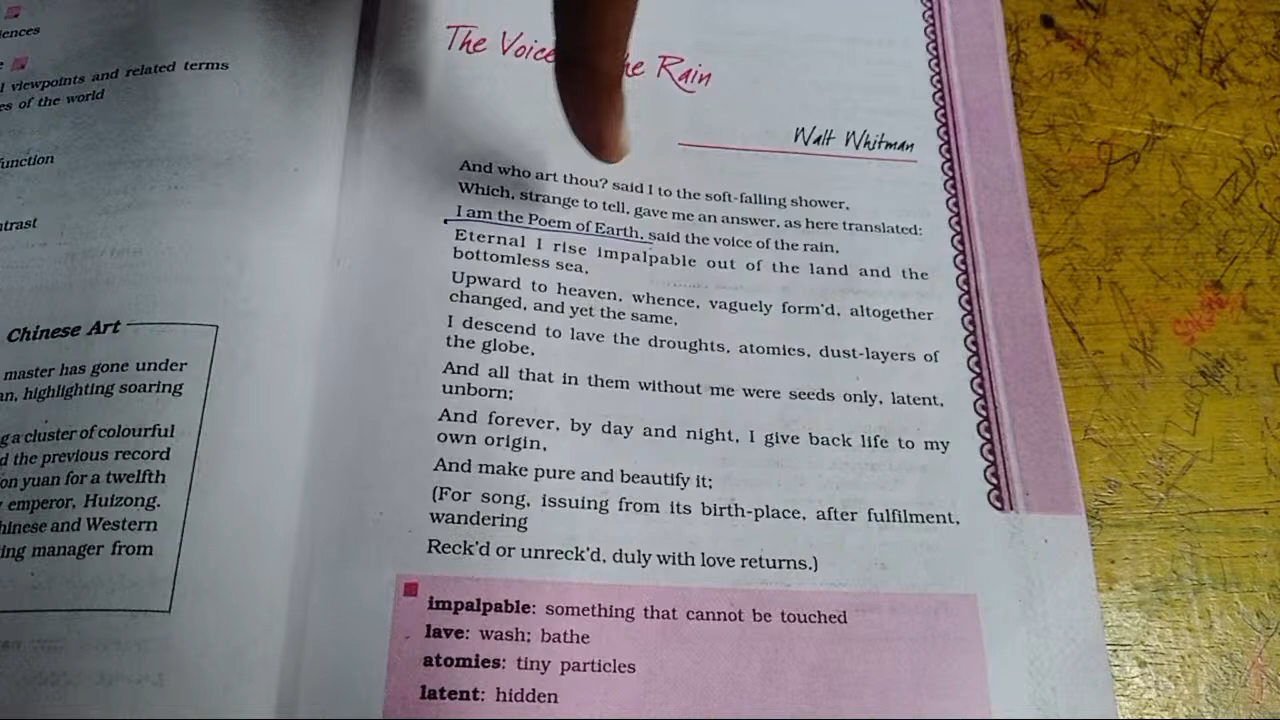 ences
l viewpoints and related terms
es of the world
unction
trast
Chinese Art
master has gone under
an, highlighting soaring
g a cluster of colourful
d the previous record
on yuan for a twelfth
emperor, Huizong.
hinese and Western
ing manager from
The Voice he Rain
Walt Whitman
And who art thou? said I to the soft-falling shower,
Which, strange to tell, gave me an answer, as here translated:
I am the Poem of Earth, said the voice of the rain,
Eternal I rise impalpable out of the land and the
bottomless sea,
Upward to heaven, whence, vaguely form'd, altogether
changed, and yet the same,
I descend to lave the droughts, atomies, dust-layers of
the globe,
And all that in them without me were seeds only, latent,
unborn;
And forever, by day and night, I give back life to my
own origin,
And make pure and beautify it;
(For song, issuing from its birth-place, after fulfilment,
wandering
Reck'd or unreck'd, duly with love returns.)
impalpable: something that cannot be touched
lave: wash; bathe
atomies: tiny particles
latent: hidden